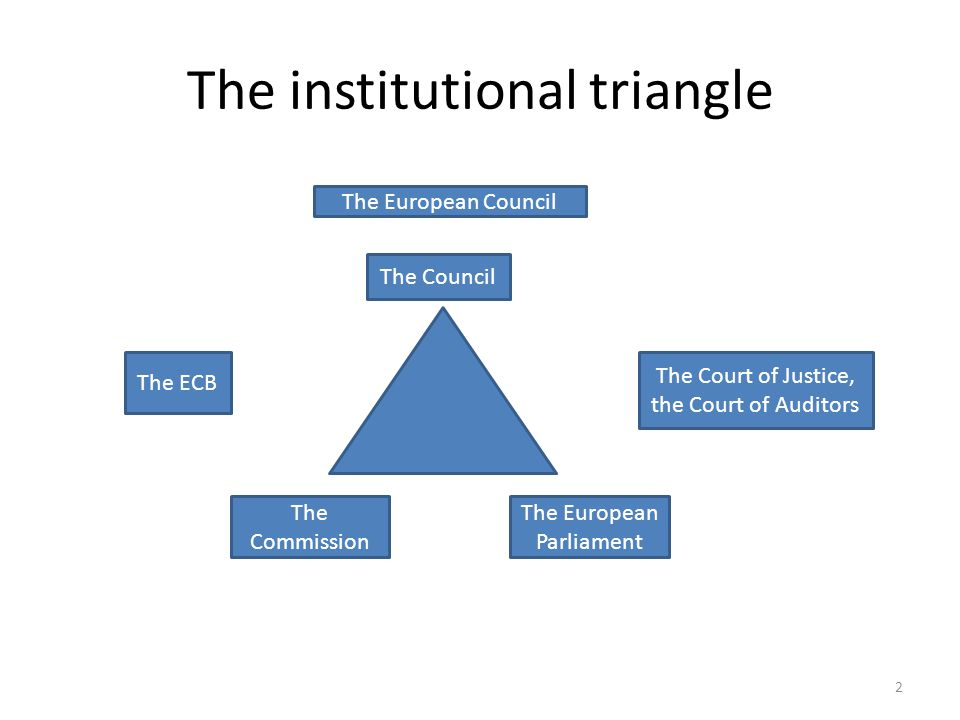 The institutional triangle
The European Council
The Council
The ECB
The Court of Justice,
the Court of Auditors
The
Commission
The European
Parliament
2